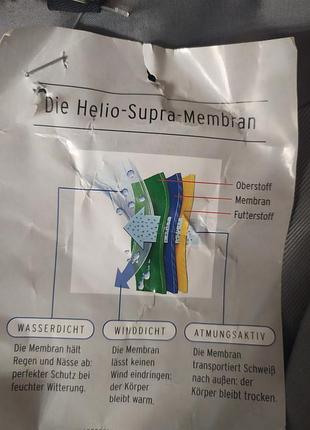 Die Helio-Supra-Membran
Oberstoff
Membran
Futterstoff
WASSERDICHT
Die Membran hält
Regen und Nässe ab:
perfekter Schutz bei
feuchter Witterung.
WINDDICHT
Die Membran
lässt keinen
Wind eindringen:
der Körper
bleibt warm.
ATMUNGSAKTIV
Die Membran
transportiert Schweiß
nach außen: der
Körper bleibt trocken.